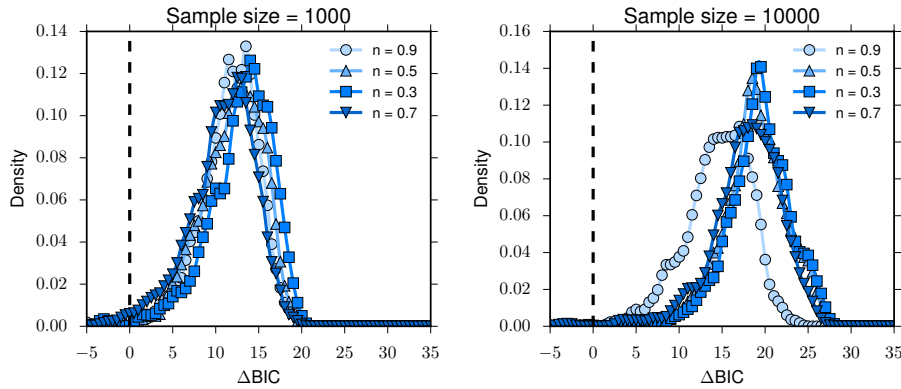 Sample size = 1000
0.14
0.12
0.10
0.08
0.06
0.04
0.02
0.00
Density
n = 0.9
n = 0.5
n = 0.3
n = 0.7
−5 0 5 10 15 20 25 30 35
ΔBIC
Sample size = 10000
0.16
0.14
0.12
0.10
0.08
0.06
0.04
0.02
0.00
Density
n = 0.9
n = 0.5
n = 0.3
n = 0.7
−5 0 5 10 15 20 25 30 35
ΔBIC